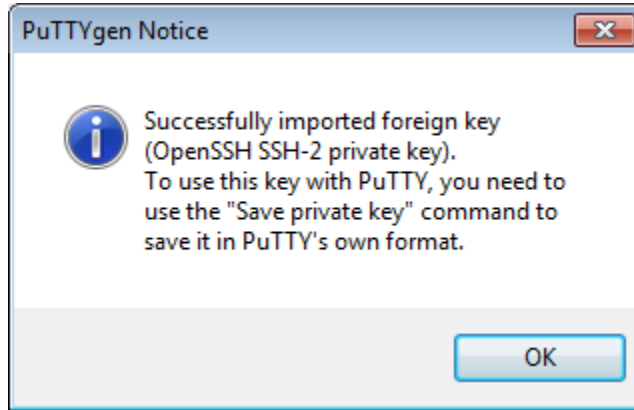 PuTTYgen Notice
Successfully imported foreign key
(OpenSSH SSH-2 private key).
To use this key with PuTTY, you need to
use the "Save private key" command to
save it in PuTTY's own format.
OK